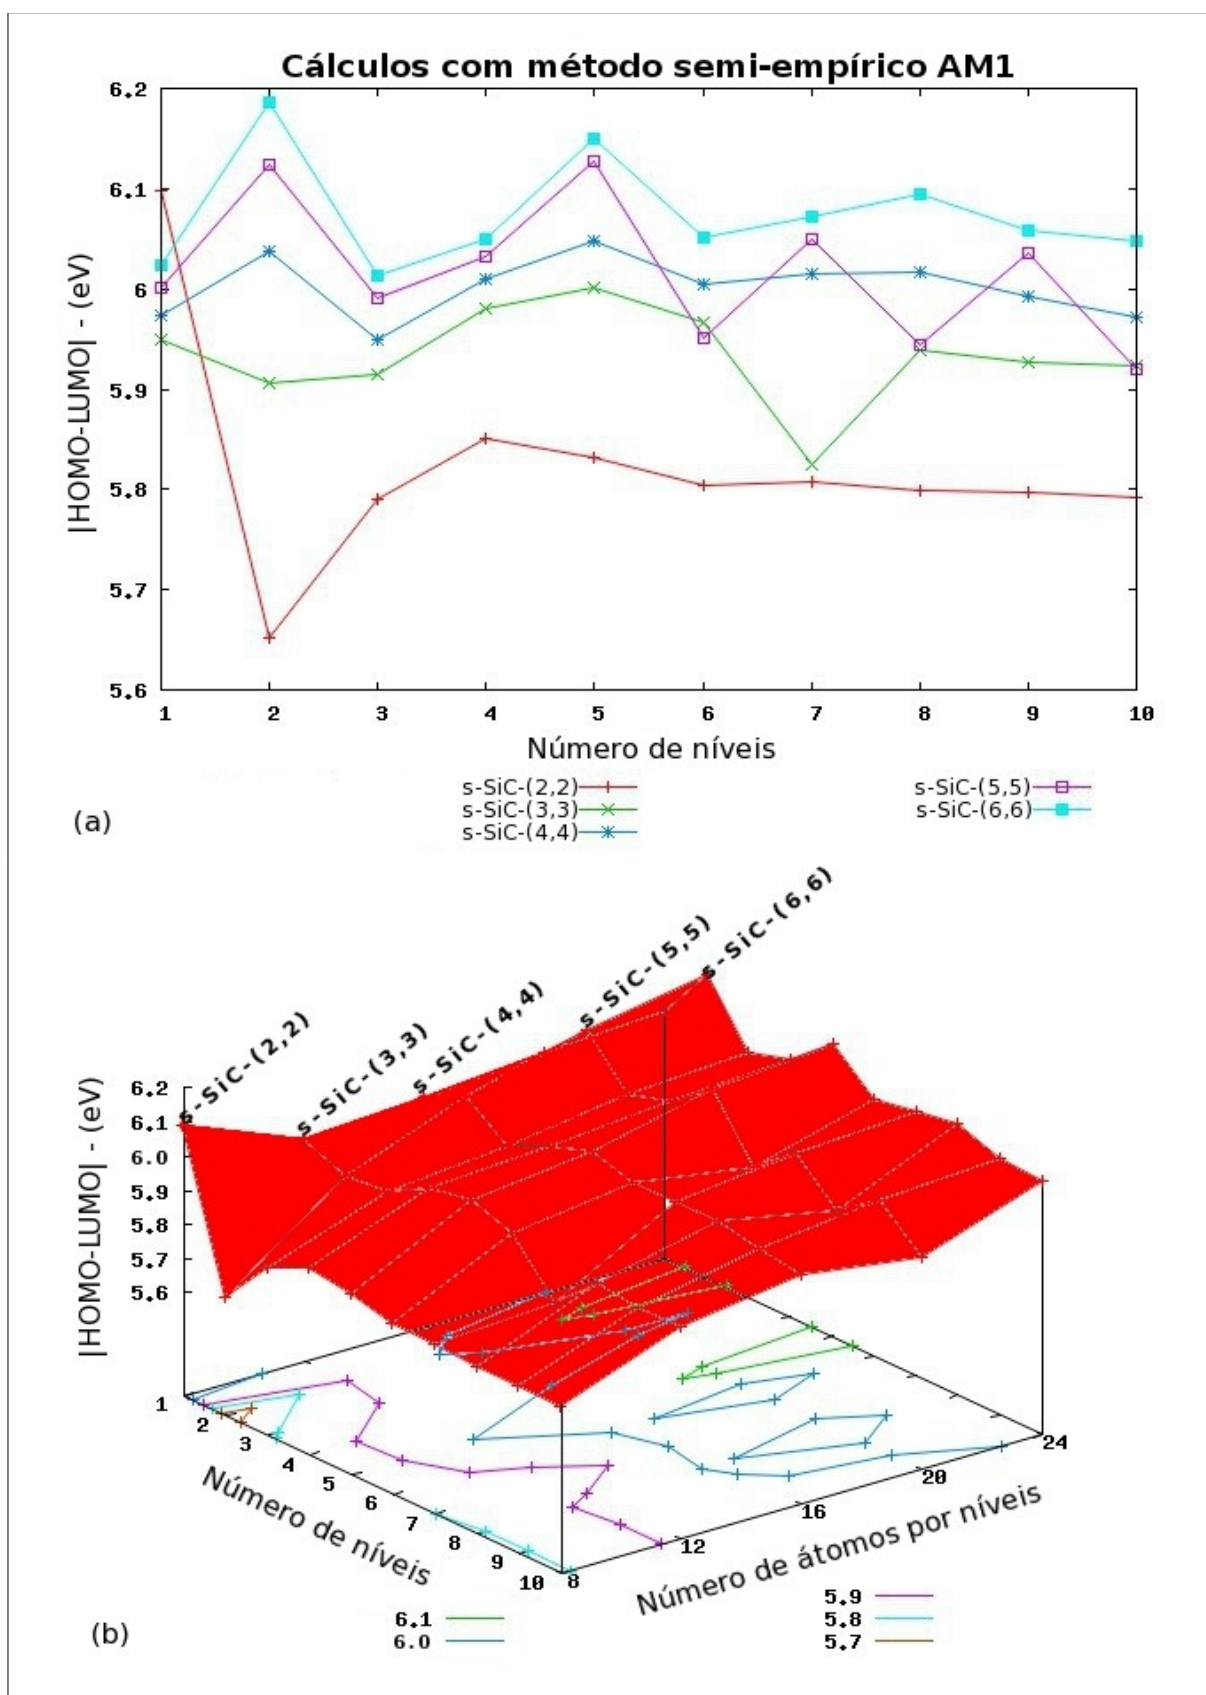 Cálculos com método semi-empírico AM1
6.2
6.1
6
5.9
5.8
5.7
5.6
|HOMO-LUMO| - (eV)
1 2 3 4 5 6 7 8 9 10
Número de níveis
s-SiC-(2,2)
s-SiC-(3,3)
s-SiC-(4,4)
s-SiC-(5,5)
s-SiC-(6,6)
(a)
s-SiC-(2,2)
s-SiC-(3,3)
s-SiC-(4,4)
s-SiC-(5,5)
s-SiC-(6,6)
6.2
6.1
6.0
5.9
5.8
5.7
5.6
|HOMO-LUMO| - (eV)
1 2 3 4 5 6 7 8 9 10
Número de níveis
8 12 16 20 24
Número de átomos por níveis
6.1
6.0
5.9
5.8
5.7
(b)